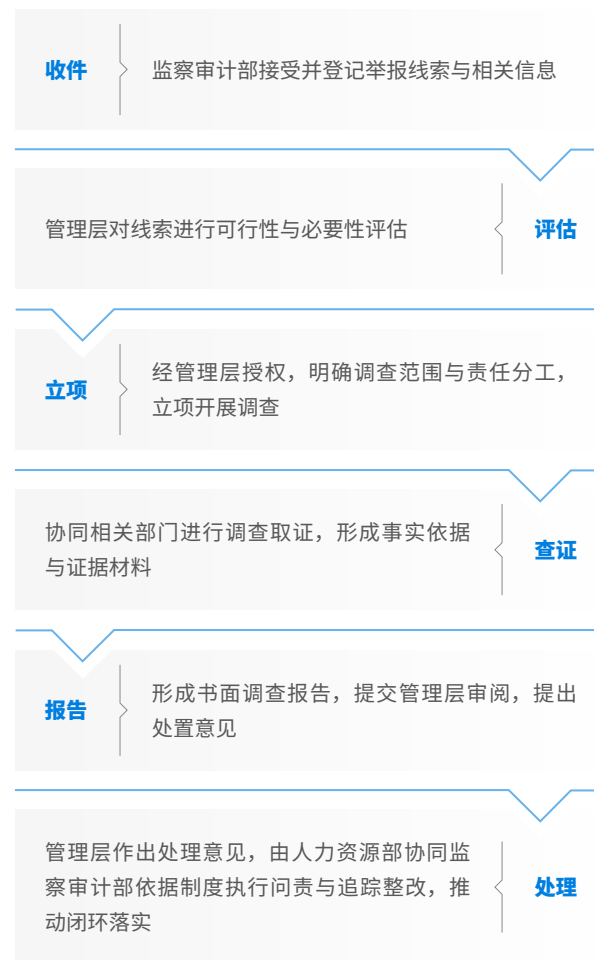 收件
监察审计部接受并登记举报线索与相关信息
管理层对线索进行可行性与必要性评估
评估
立项
经管理层授权，明确调查范围与责任分工，
立项开展调查
协同相关部门进行调查取证，形成事实依据
与证据材料
查证
报告
形成书面调查报告，提交管理层审阅，提出
处置意见
管理层作出处理意见，由人力资源部协同监
察审计部依据制度执行问责与追踪整改，推
动闭环落实
处理